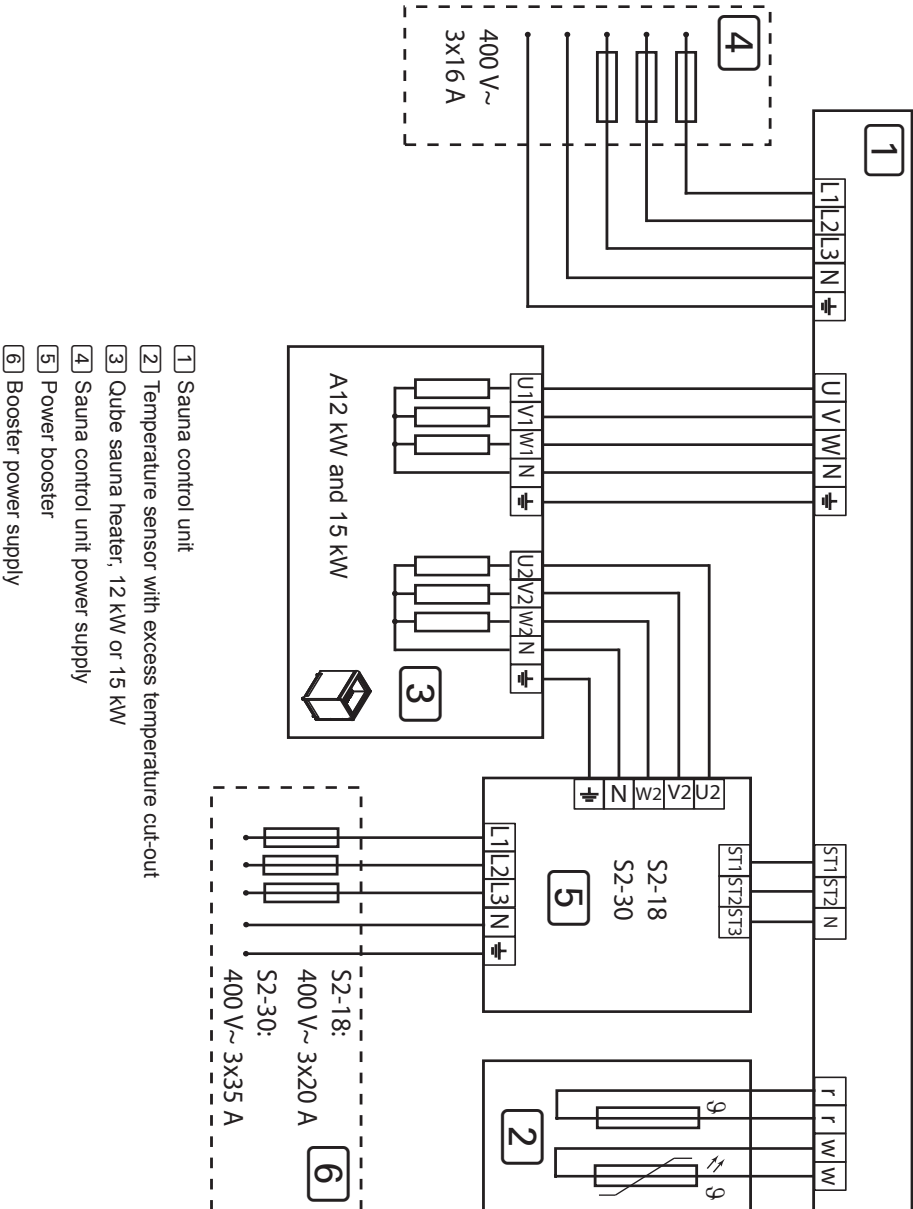 1
L1 L2 L3 N ⏚ U V W N ⏚ ST1 ST2 N r r w w
4
400 V~
3x16 A
U1 V1 W1 N ⏚ U2 V2 W2 N ⏚
A12 kW and 15 kW
3
⏚ N W2 V2 U2
ST1 ST2 ST3
S2-18
S2-30
5
L1 L2 L3 N ⏚
ϑ
ϑ
2
S2-18:
400 V~ 3x20 A
S2-30:
400 V~ 3x35 A
6
1 Sauna control unit
2 Temperature sensor with excess temperature cut-out
3 Qube sauna heater, 12 kW or 15 kW
4 Sauna control unit power supply
5 Power booster
6 Booster power supply